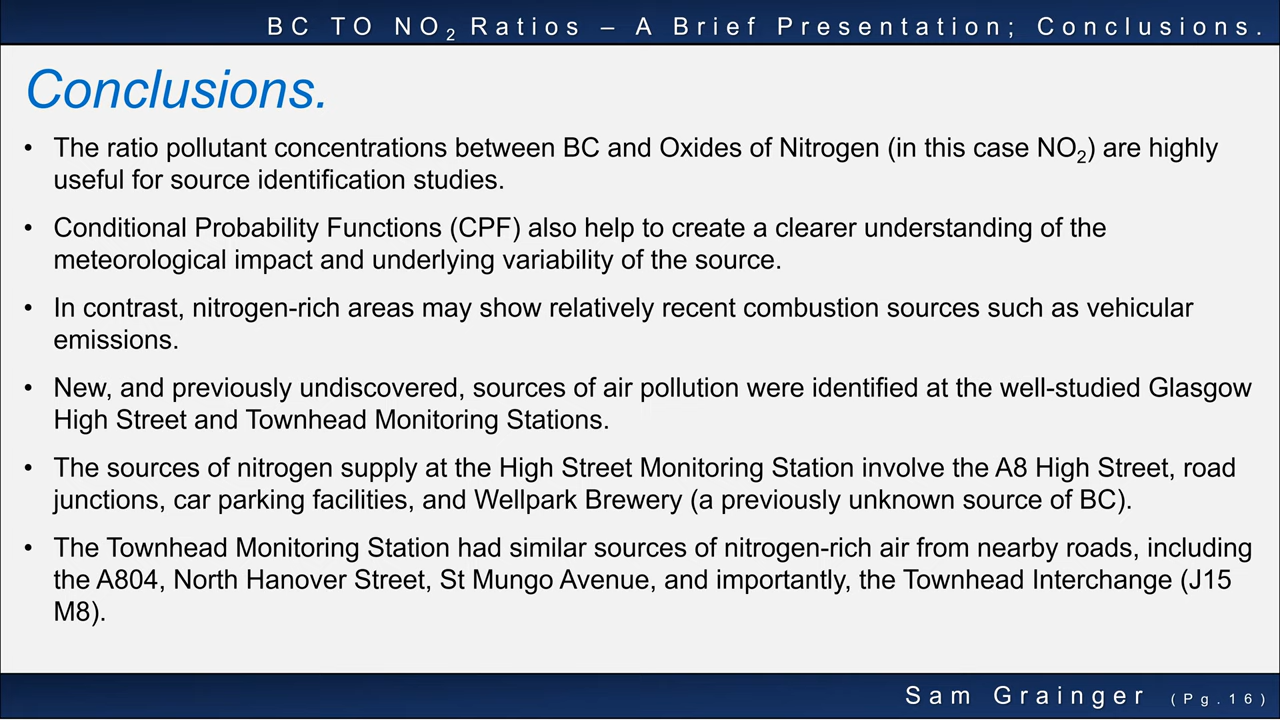 BC TO NO₂ Ratios – A Brief Presentation; Conclusions.
Conclusions.
• The ratio pollutant concentrations between BC and Oxides of Nitrogen (in this case NO₂) are highly
useful for source identification studies.
• Conditional Probability Functions (CPF) also help to create a clearer understanding of the
meteorological impact and underlying variability of the source.
• In contrast, nitrogen-rich areas may show relatively recent combustion sources such as vehicular
emissions.
• New, and previously undiscovered, sources of air pollution were identified at the well-studied Glasgow
High Street and Townhead Monitoring Stations.
• The sources of nitrogen supply at the High Street Monitoring Station involve the A8 High Street, road
junctions, car parking facilities, and Wellpark Brewery (a previously unknown source of BC).
• The Townhead Monitoring Station had similar sources of nitrogen-rich air from nearby roads, including
the A804, North Hanover Street, St Mungo Avenue, and importantly, the Townhead Interchange (J15
M8).
Sam Grainger (Pg.16)